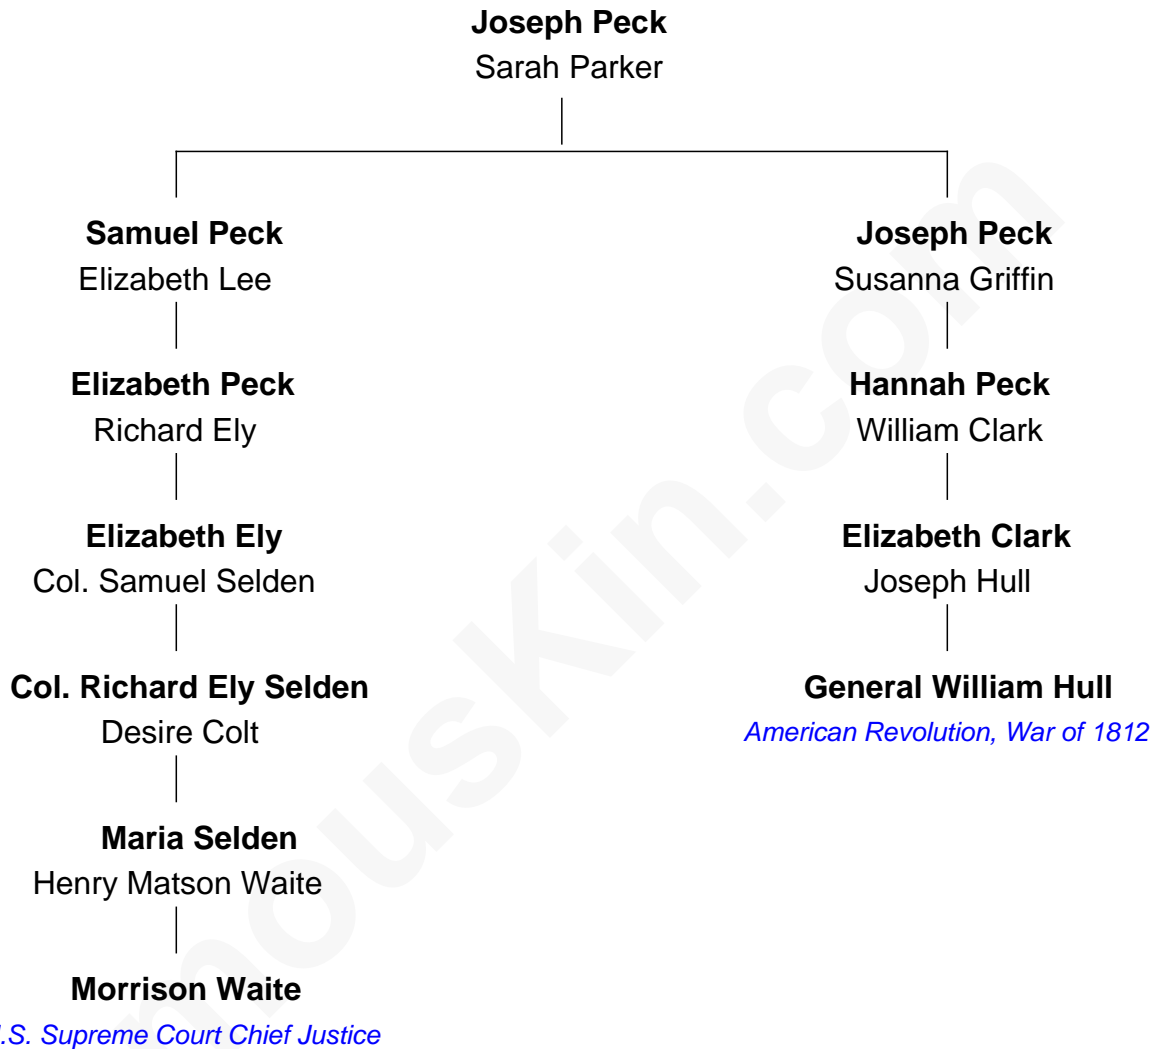 Joseph Peck
Sarah Parker
Samuel Peck
Elizabeth Lee
Joseph Peck
Susanna Griffin
Elizabeth Peck
Richard Ely
Hannah Peck
William Clark
Elizabeth Ely
Col. Samuel Selden
Elizabeth Clark
Joseph Hull
Col. Richard Ely Selden
Desire Colt
General William Hull
American Revolution, War of 1812
Maria Selden
Henry Matson Waite
Morrison Waite
.S. Supreme Court Chief Justice
mousKin.com